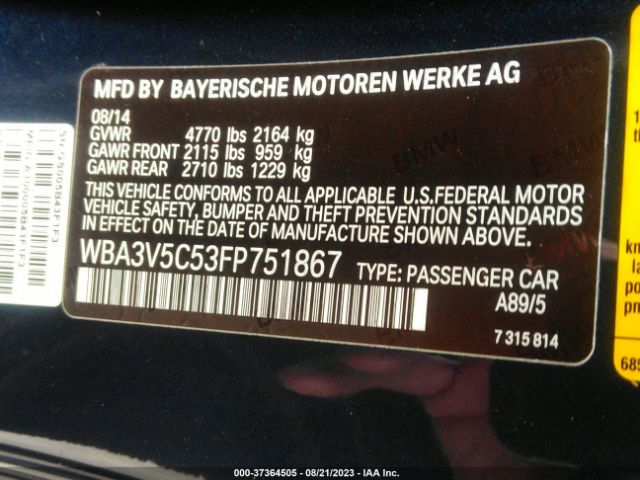 MFD BY BAYERISCHE MOTOREN WERKE AG
08/14
GVWR 4770 lbs 2164 kg
GAWR FRONT 2115 lbs 959 kg
GAWR REAR 2710 lbs 1229 kg
THIS VEHICLE CONFORMS TO ALL APPLICABLE U.S.FEDERAL MOTOR
VEHICLE SAFETY, BUMPER AND THEFT PREVENTION STANDARDS
IN EFFECT ON THE DATE OF MANUFACTURE SHOWN ABOVE.
WBA3V5C53FP751867 TYPE: PASSENGER CAR
A89/5
7 315 814
BMW
685
000-37364505 - 08/21/2023 - IAA Inc.